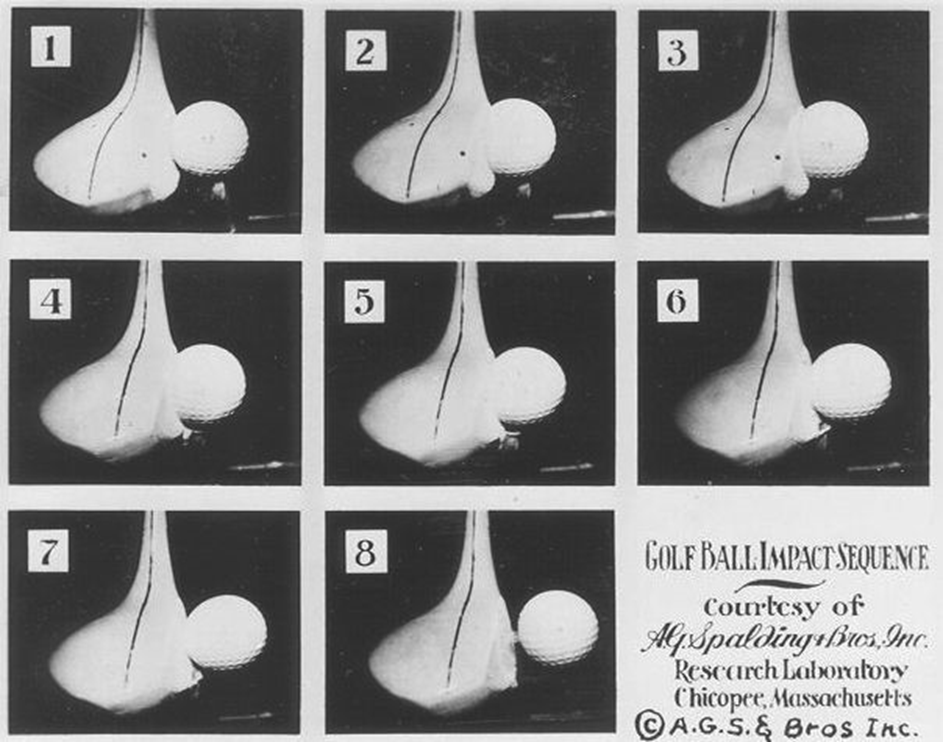 1
2
3
4
5
6
7
8
GOLF BALL IMPACT SEQUENCE
Courtesy of
A.G. Spalding & Bros., Inc.
Research Laboratory
Chicopee, Massachusetts
© A.G.S. & Bros Inc.